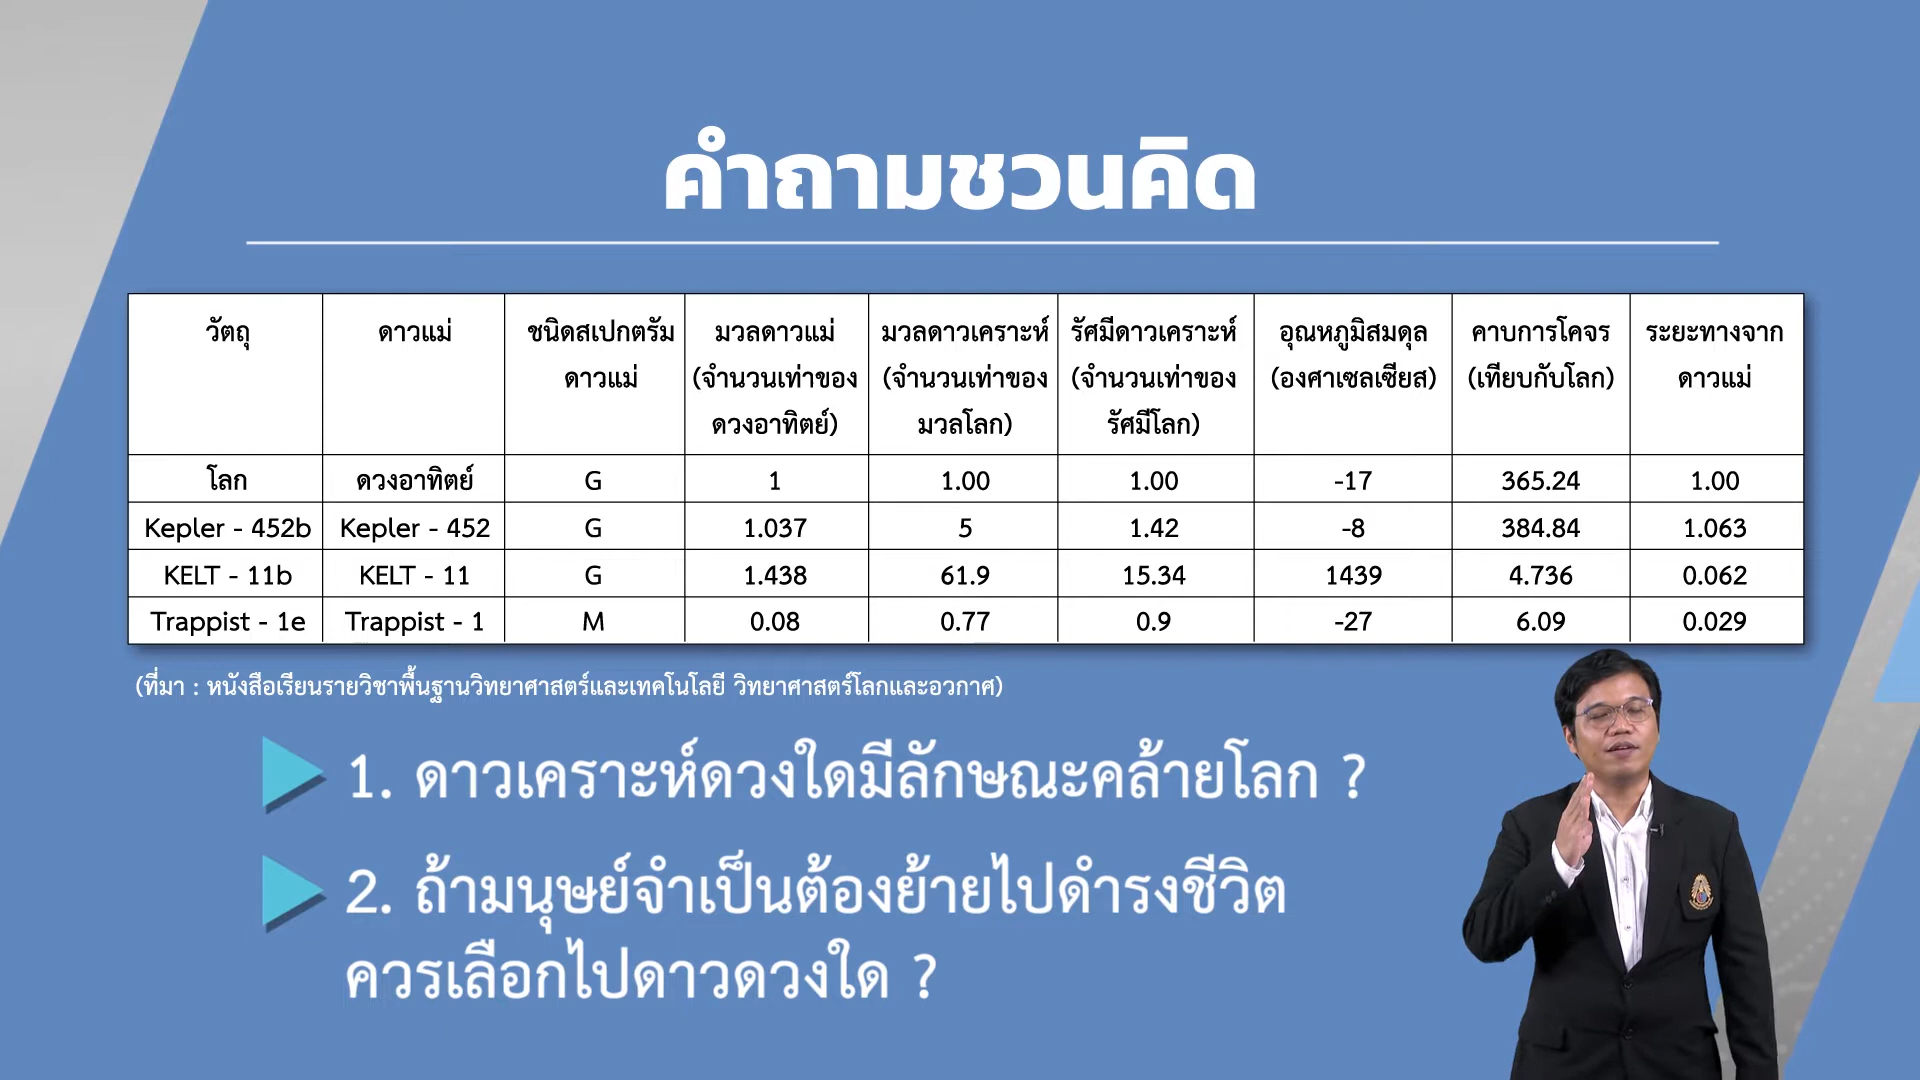 คำถามชวนคิด
วัตถุ ดาวแม่ ชนิดสเปกตรัม มวลดาวแม่ มวลดาวเคราะห์ รัศมีดาวเคราะห์ อุณหภูมิสมดุล คาบการโคจร ระยะทางจาก
ดาวแม่ (จำนวนเท่าของ (จำนวนเท่าของ (จำนวนเท่าของ (องศาเซลเซียส) (เทียบกับโลก) ดาวแม่
ดวงอาทิตย์) มวลโลก) รัศมีโลก)
โลก ดวงอาทิตย์ G 1 1.00 1.00 -17 365.24 1.00
Kepler - 452b Kepler - 452 G 1.037 5 1.42 -8 384.84 1.063
KELT - 11b KELT - 11 G 1.438 61.9 15.34 1439 4.736 0.062
Trappist - 1e Trappist - 1 M 0.08 0.77 0.9 -27 6.09 0.029
(ที่มา : หนังสือเรียนรายวิชาพื้นฐานวิทยาศาสตร์และเทคโนโลยี วิทยาศาสตร์โลกและอวกาศ)
1. ดาวเคราะห์ดวงใดมีลักษณะคล้ายโลก ?
2. ถ้ามนุษย์จำเป็นต้องย้ายไปดำรงชีวิต
ควรเลือกไปดาวดวงใด ?